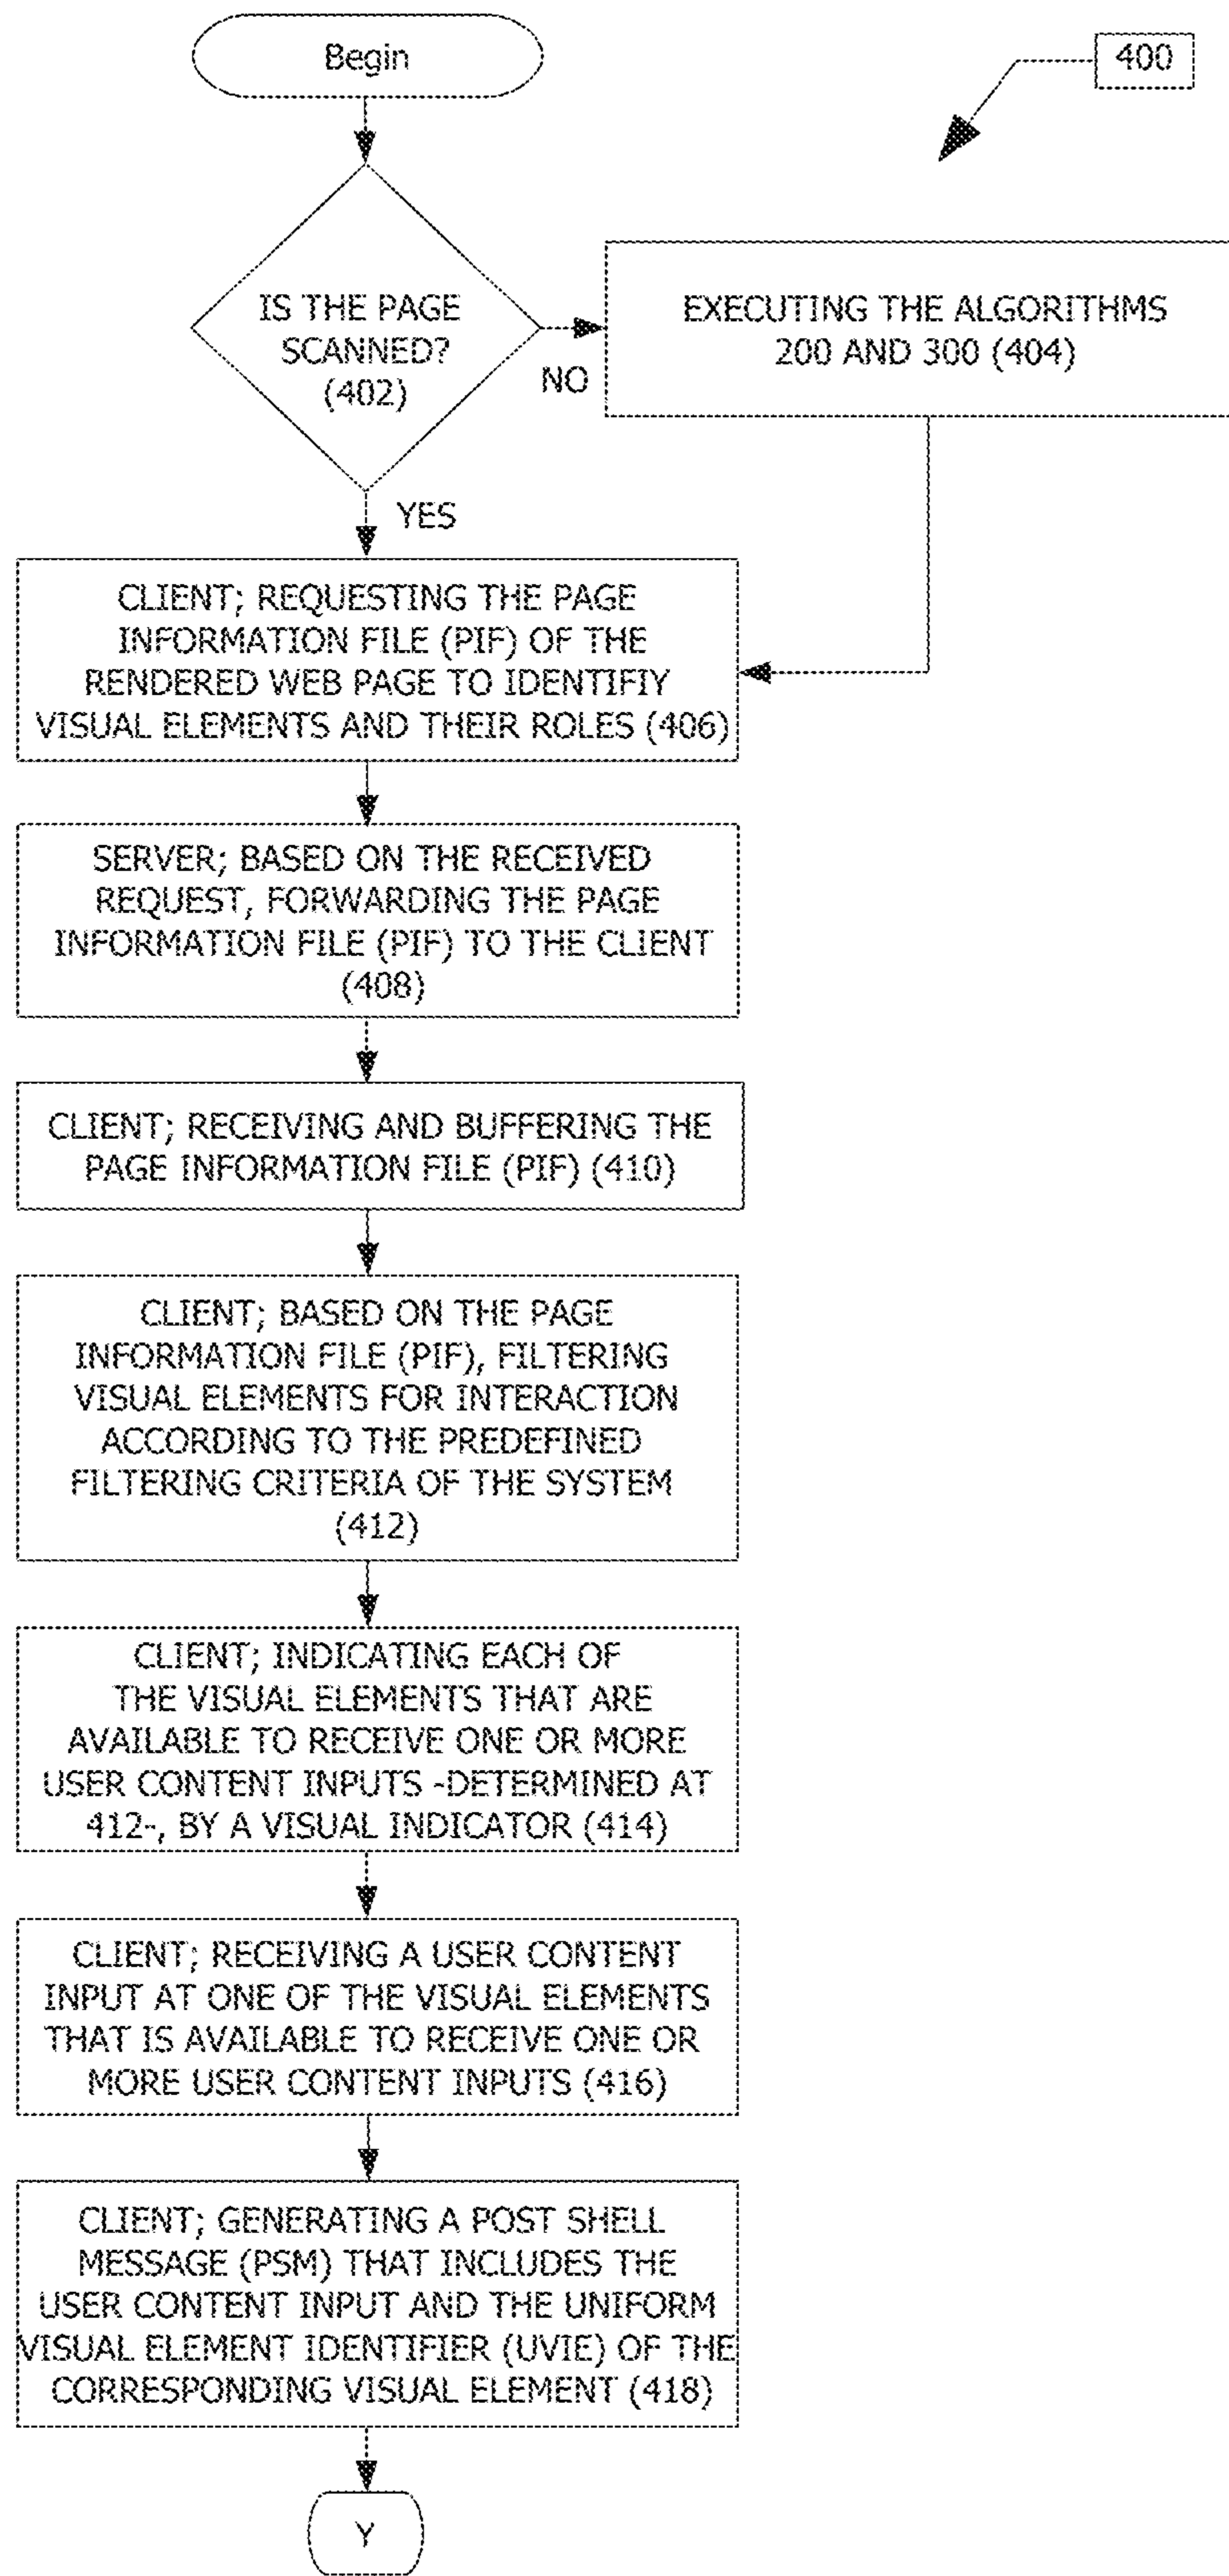 Begin
400
IS THE PAGE
SCANNED?
(402)
NO
EXECUTING THE ALGORITHMS
200 AND 300 (404)
YES
CLIENT; REQUESTING THE PAGE
INFORMATION FILE (PIF) OF THE
RENDERED WEB PAGE TO IDENTIFIY
VISUAL ELEMENTS AND THEIR ROLES (406)
SERVER; BASED ON THE RECEIVED
REQUEST, FORWARDING THE PAGE
INFORMATION FILE (PIF) TO THE CLIENT
(408)
CLIENT; RECEIVING AND BUFFERING THE
PAGE INFORMATION FILE (PIF) (410)
CLIENT; BASED ON THE PAGE
INFORMATION FILE (PIF), FILTERING
VISUAL ELEMENTS FOR INTERACTION
ACCORDING TO THE PREDEFINED
FILTERING CRITERIA OF THE SYSTEM
(412)
CLIENT; INDICATING EACH OF
THE VISUAL ELEMENTS THAT ARE
AVAILABLE TO RECEIVE ONE OR MORE
USER CONTENT INPUTS -DETERMINED AT
412-, BY A VISUAL INDICATOR (414)
CLIENT; RECEIVING A USER CONTENT
INPUT AT ONE OF THE VISUAL ELEMENTS
THAT IS AVAILABLE TO RECEIVE ONE OR
MORE USER CONTENT INPUTS (416)
CLIENT; GENERATING A POST SHELL
MESSAGE (PSM) THAT INCLUDES THE
USER CONTENT INPUT AND THE UNIFORM
VISUAL ELEMENT IDENTIFIER (UVIE) OF THE
CORRESPONDING VISUAL ELEMENT (418)
Y